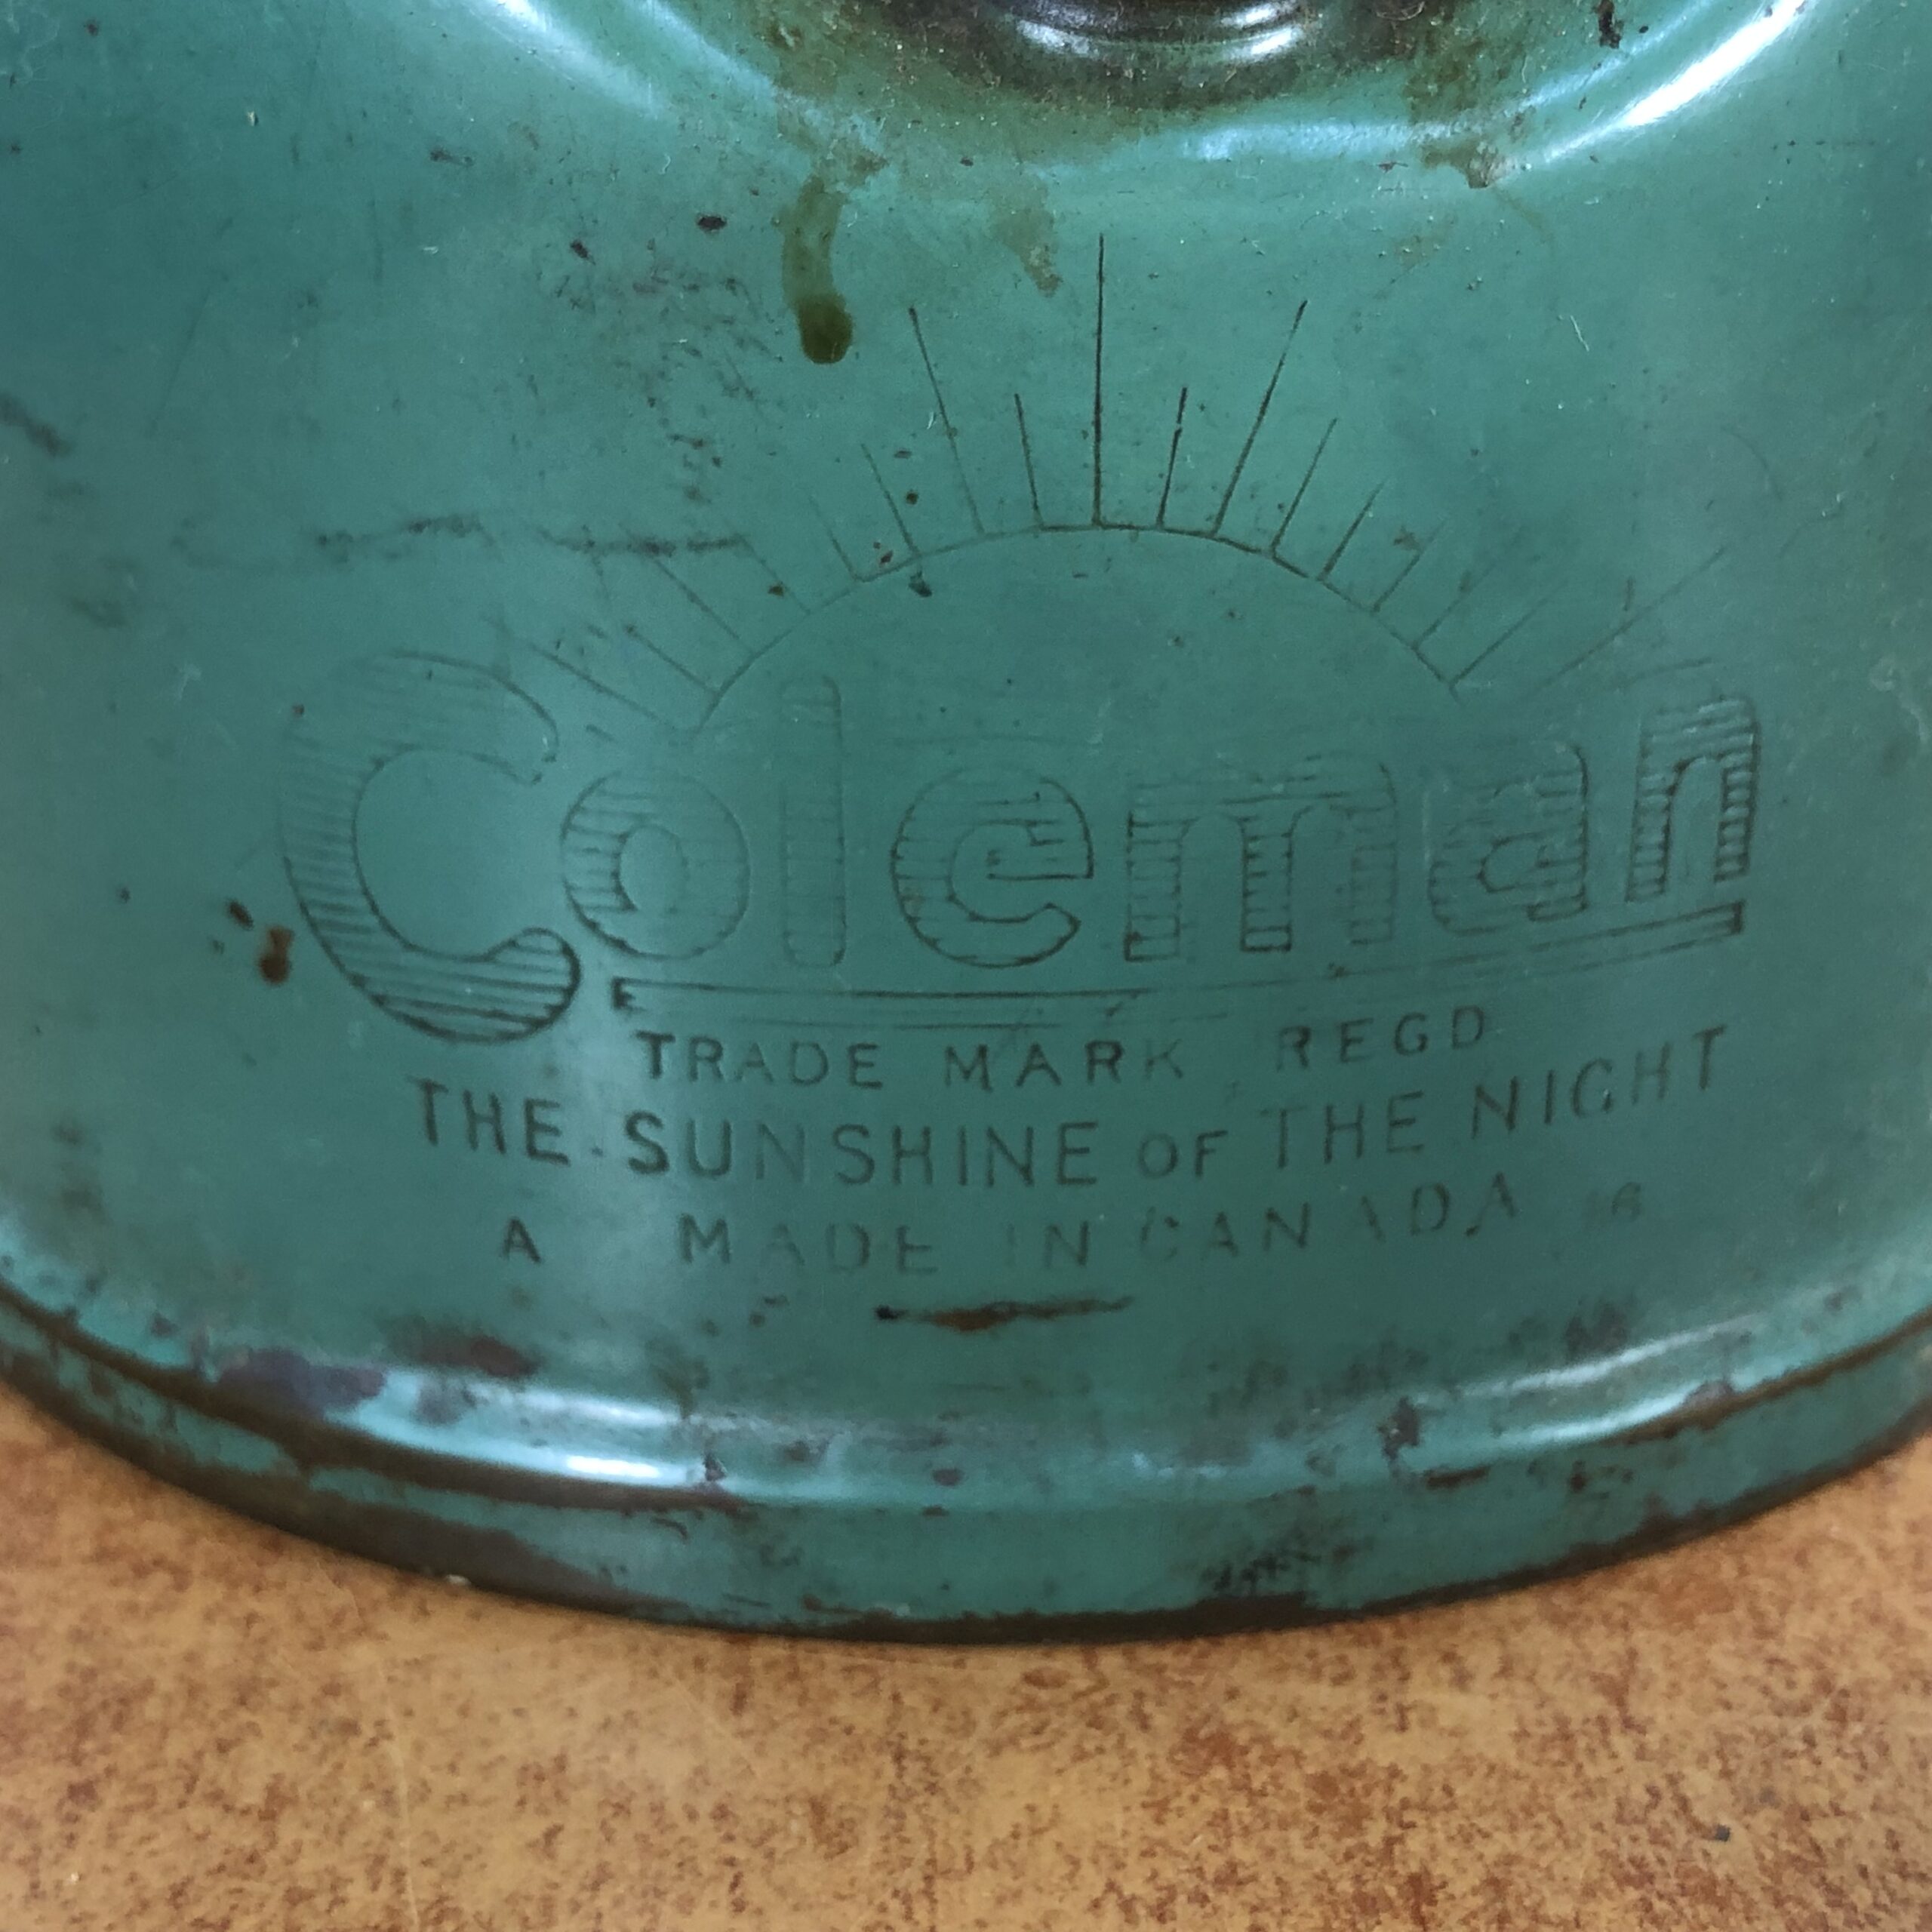 Coleman
TRADE MARK REGD
THE SUNSHINE OF THE NIGHT
A MADE IN CANADA